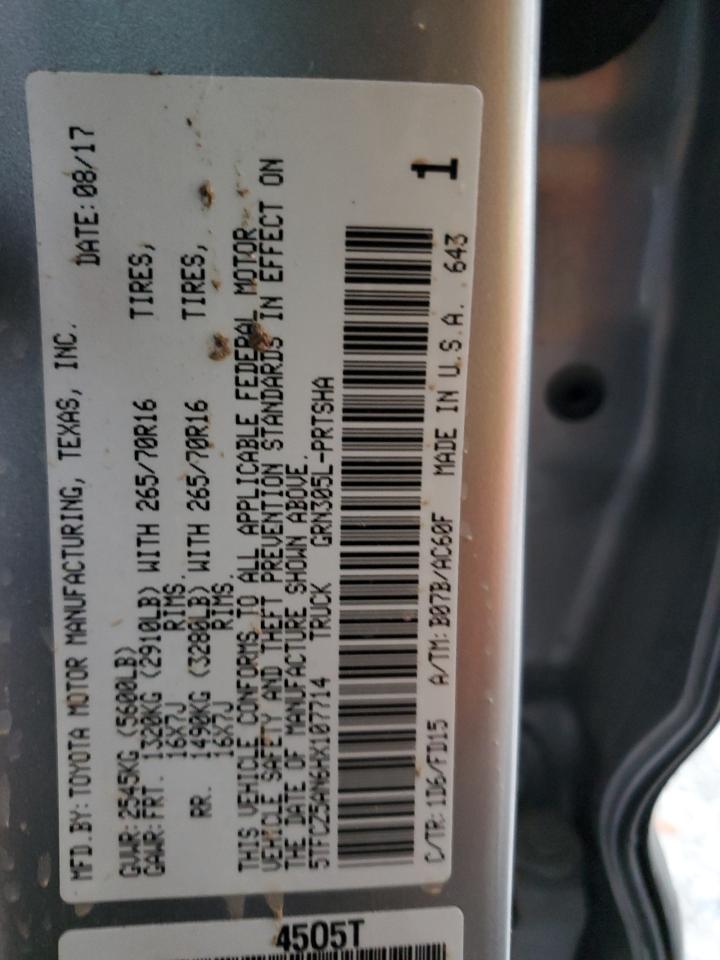 MFD.BY:TOYOTA MOTOR MANUFACTURING, TEXAS, INC.
DATE:08/17
GVWR:2545KG (5600LB)
GAWR:FRT. 1320KG (2910LB) WITH 265/70R16 TIRES,
16X7J RIMS.
RR. 1490KG (3280LB) WITH 265/70R16 TIRES,
16X7J RIMS.
THIS VEHICLE CONFORMS TO ALL APPLICABLE FEDERAL MOTOR
VEHICLE SAFETY AND THEFT PREVENTION STANDARDS IN EFFECT ON
THE DATE OF MANUFACTURE SHOWN ABOVE.
5TFCZ5AN6HX107714 TRUCK GRN305L-PRTSHA
1
C/TR:1D6/FD15 A/TM:B07B/AC60F MADE IN U.S.A. 643
4505T